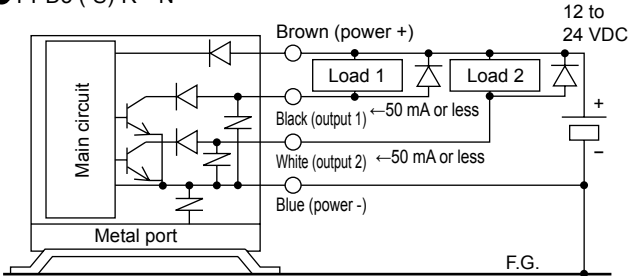 12 to
24 VDC
Brown (power +)
Load 1
Load 2
Main circuit
Black (output 1)
←50 mA or less
White (output 2)
←50 mA or less
Blue (power -)
+
−
Metal port
F.G.